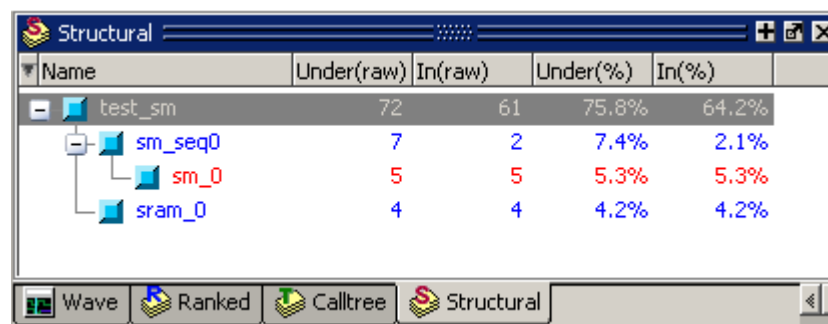 Structural
Name Under(raw) In(raw) Under(%) In(%)
test_sm 72 61 75.8% 64.2%
sm_seq0 7 2 7.4% 2.1%
sm_0 5 5 5.3% 5.3%
sram_0 4 4 4.2% 4.2%
Wave Ranked Calltree Structural